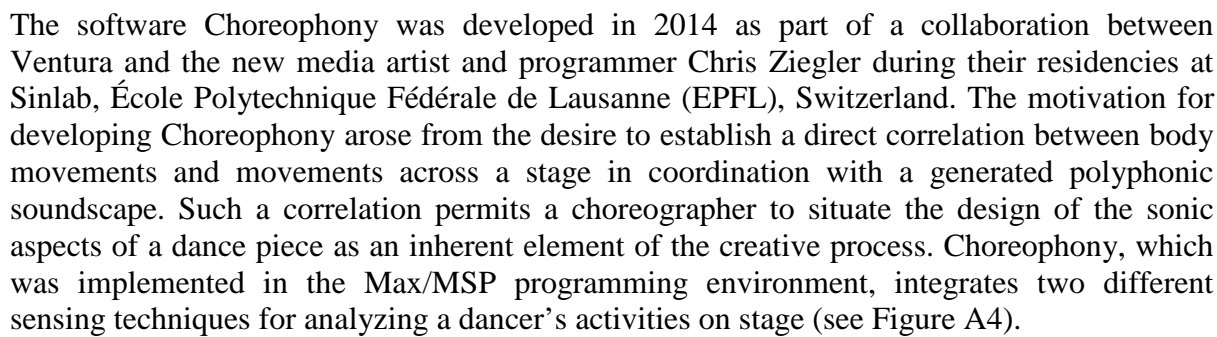 The software Choreophony was developed in 2014 as part of a collaboration between
Ventura and the new media artist and programmer Chris Ziegler during their residencies at
Sinlab, École Polytechnique Fédérale de Lausanne (EPFL), Switzerland. The motivation for
developing Choreophony arose from the desire to establish a direct correlation between body
movements and movements across a stage in coordination with a generated polyphonic
soundscape. Such a correlation permits a choreographer to situate the design of the sonic
aspects of a dance piece as an inherent element of the creative process. Choreophony, which
was implemented in the Max/MSP programming environment, integrates two different
sensing techniques for analyzing a dancer’s activities on stage (see Figure A4).